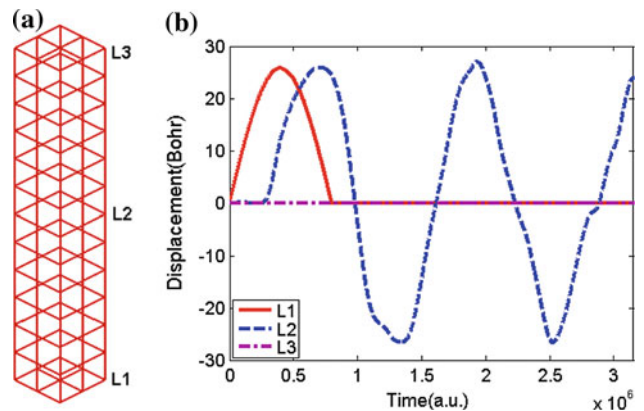 (a)
L3
L2
L1
(b)
Displacement(Bohr)
30
20
10
0
-10
-20
-30
L1
L2
L3
0 0.5 1 1.5 2 2.5 3
Time(a.u.)
x 10^6